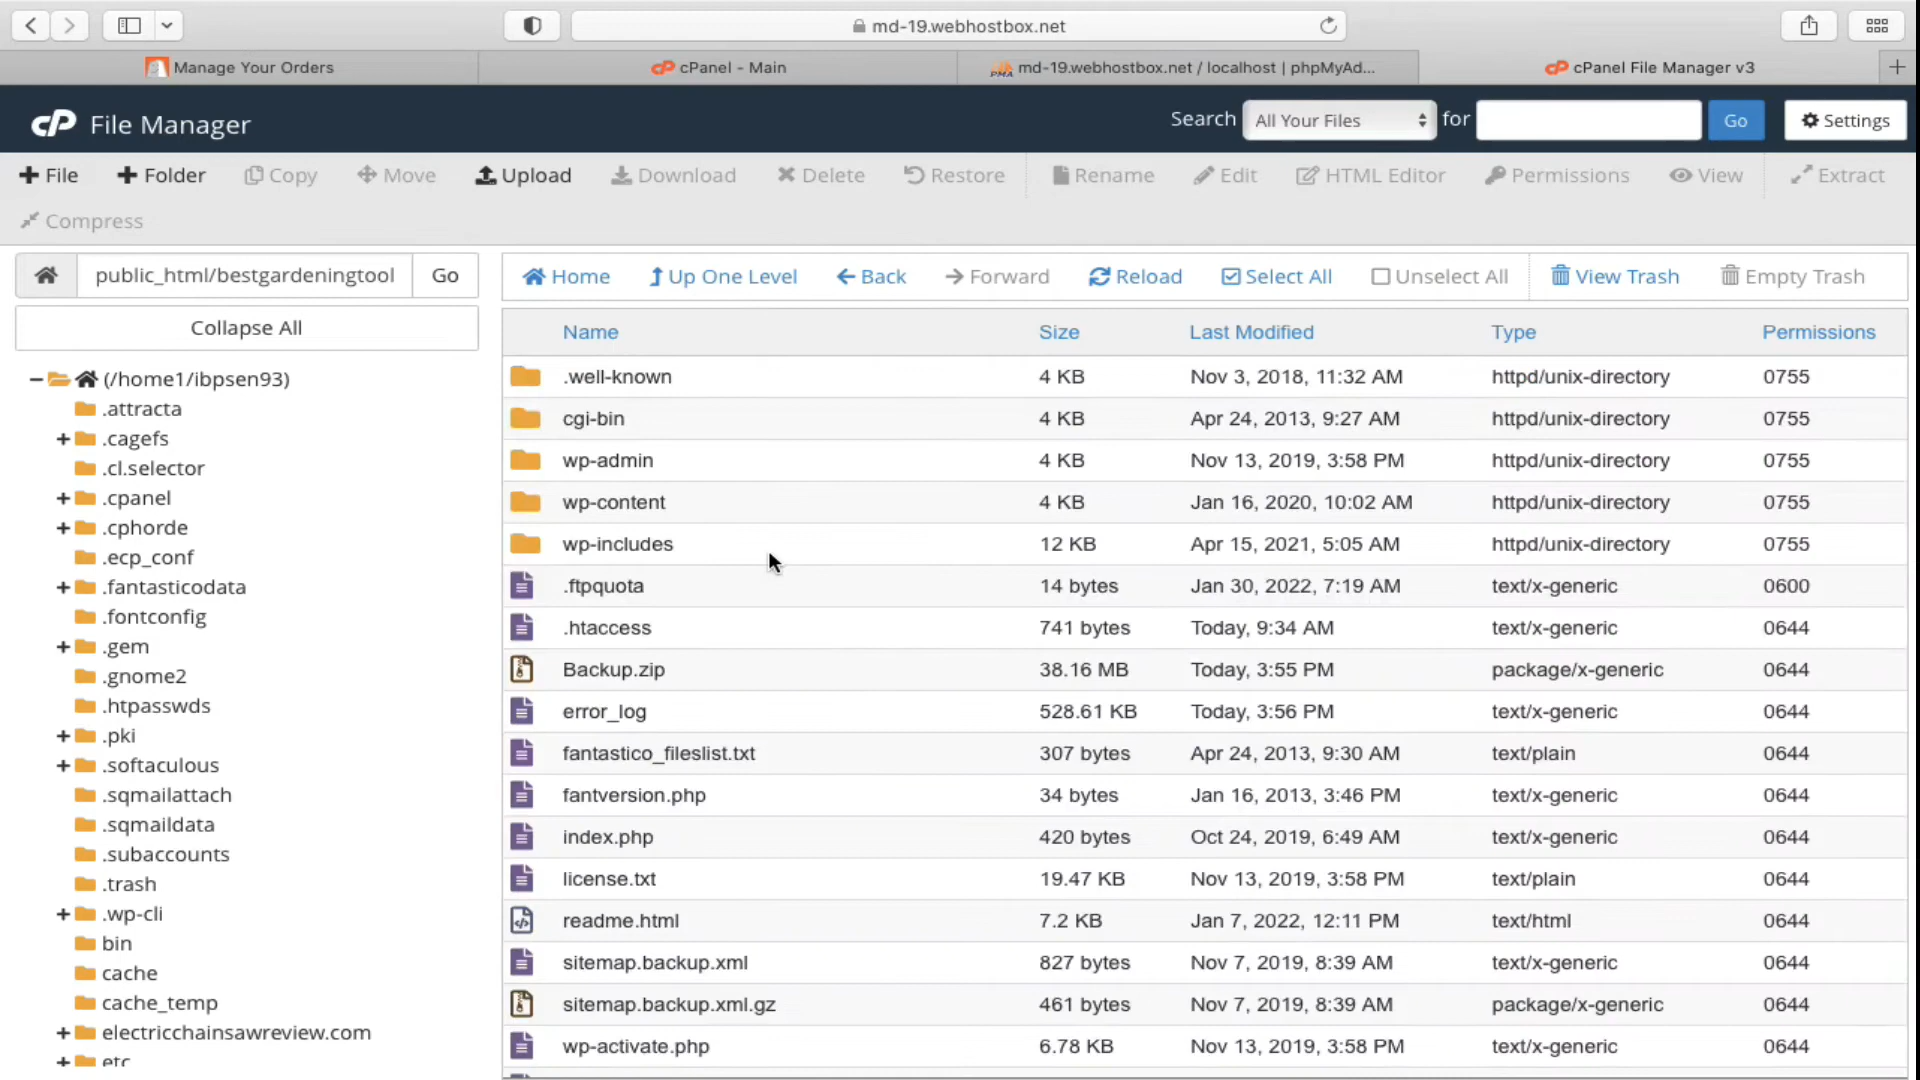 md-19.webhostbox.net
Manage Your Orders
cPanel - Main
md-19.webhostbox.net / localhost | phpMyAd...
cPanel File Manager v3
cP File Manager
Search All Your Files for Go Settings
File Folder Copy Move Upload Download Delete Restore Rename Edit HTML Editor Permissions View Extract
Compress
public_html/bestgardeningtool Go
Home Up One Level Back Forward Reload Select All Unselect All View Trash Empty Trash
Collapse All
(/home1/ibpsen93)
.attracta
.cagefs
.cl.selector
.cpanel
.cphorde
.ecp_conf
.fantasticodata
.fontconfig
.gem
.gnome2
.htpasswds
.pki
.softaculous
.sqmailattach
.sqmaildata
.subaccounts
.trash
.wp-cli
bin
cache
cache_temp
electricchainsawreview.com
etc
Name Size Last Modified Type Permissions
.well-known 4 KB Nov 3, 2018, 11:32 AM httpd/unix-directory 0755
cgi-bin 4 KB Apr 24, 2013, 9:27 AM httpd/unix-directory 0755
wp-admin 4 KB Nov 13, 2019, 3:58 PM httpd/unix-directory 0755
wp-content 4 KB Jan 16, 2020, 10:02 AM httpd/unix-directory 0755
wp-includes 12 KB Apr 15, 2021, 5:05 AM httpd/unix-directory 0755
.ftpquota 14 bytes Jan 30, 2022, 7:19 AM text/x-generic 0600
.htaccess 741 bytes Today, 9:34 AM text/x-generic 0644
Backup.zip 38.16 MB Today, 3:55 PM package/x-generic 0644
error_log 528.61 KB Today, 3:56 PM text/x-generic 0644
fantastico_fileslist.txt 307 bytes Apr 24, 2013, 9:30 AM text/plain 0644
fantversion.php 34 bytes Jan 16, 2013, 3:46 PM text/x-generic 0644
index.php 420 bytes Oct 24, 2019, 6:49 AM text/x-generic 0644
license.txt 19.47 KB Nov 13, 2019, 3:58 PM text/plain 0644
readme.html 7.2 KB Jan 7, 2022, 12:11 PM text/html 0644
sitemap.backup.xml 827 bytes Nov 7, 2019, 8:39 AM text/x-generic 0644
sitemap.backup.xml.gz 461 bytes Nov 7, 2019, 8:39 AM package/x-generic 0644
wp-activate.php 6.78 KB Nov 13, 2019, 3:58 PM text/x-generic 0644